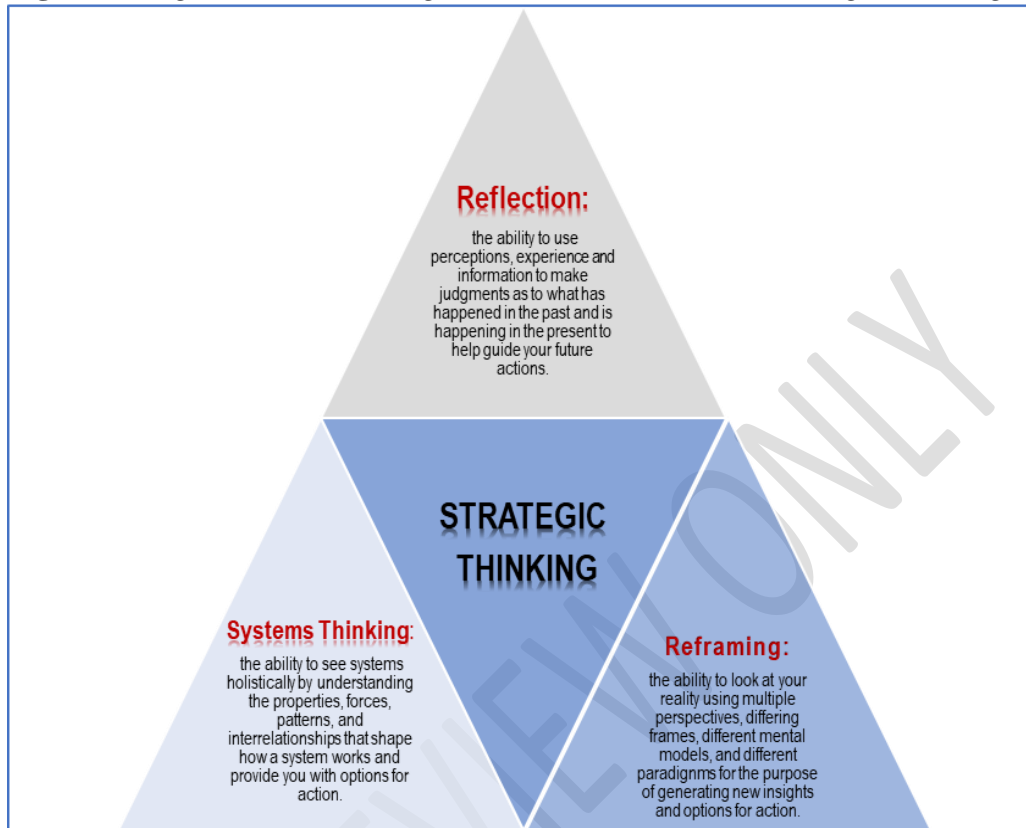 Reflection:
the ability to use
perceptions, experience and
information to make
judgments as to what has
happened in the past and is
happening in the present to
help guide your future
actions.
STRATEGIC
THINKING
Systems Thinking:
the ability to see systems
holistically by understanding
the properties, forces,
patterns, and
interrelationships that shape
how a system works and
provide you with options for
action.
Reframing:
the ability to look at your
reality using multiple
perspectives, differing
frames, different mental
models, and different
paradignms for the purpose
of generating new insights
and options for action.
VIEW ONLY